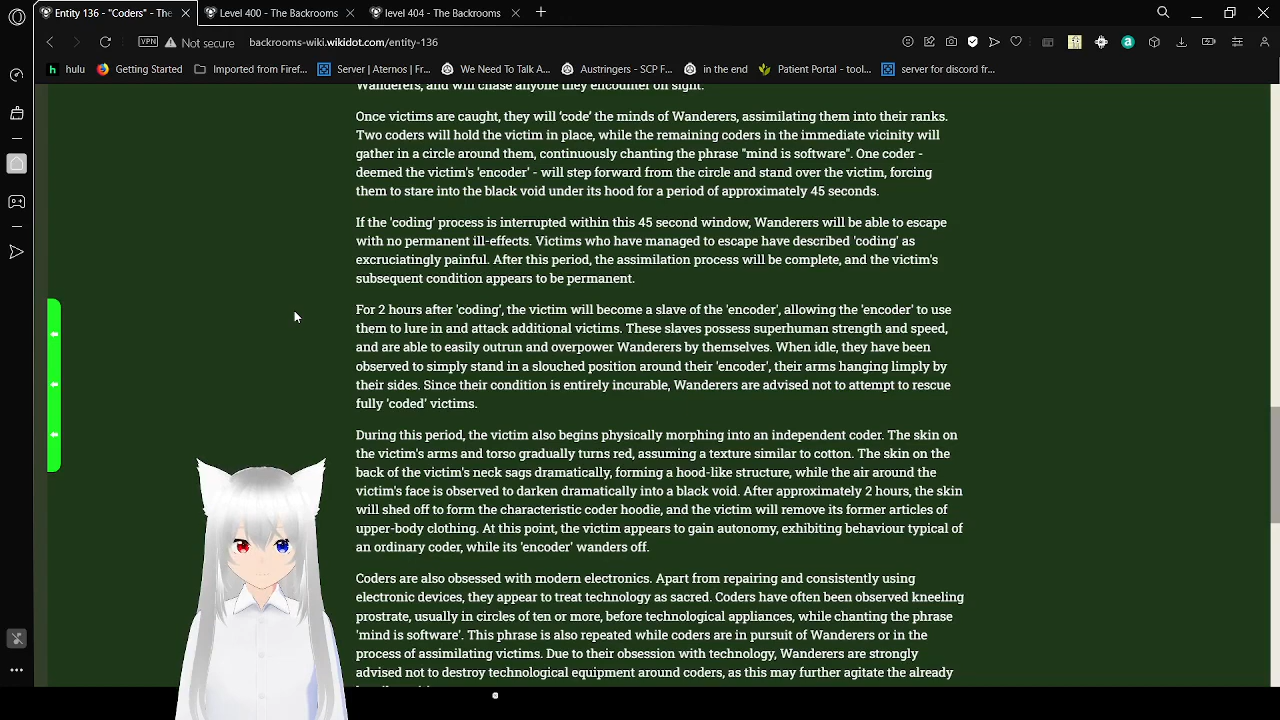 Entity 136 - "Coders" - The
Level 400 - The Backrooms
level 404 - The Backrooms
VPN
Not secure
backrooms-wiki.wikidot.com/entity-136
hulu
Getting Started
Imported from Firef...
Server | Aternos | Fr...
We Need To Talk A...
Austringers - SCP F...
in the end
Patient Portal - tool...
server for discord fr...
Wanderers, and will chase anyone they encounter on sight.
Once victims are caught, they will 'code' the minds of Wanderers, assimilating them into their ranks.
Two coders will hold the victim in place, while the remaining coders in the immediate vicinity will
gather in a circle around them, continuously chanting the phrase "mind is software". One coder -
deemed the victim's 'encoder' - will step forward from the circle and stand over the victim, forcing
them to stare into the black void under its hood for a period of approximately 45 seconds.
If the 'coding' process is interrupted within this 45 second window, Wanderers will be able to escape
with no permanent ill-effects. Victims who have managed to escape have described 'coding' as
excruciatingly painful. After this period, the assimilation process will be complete, and the victim's
subsequent condition appears to be permanent.
For 2 hours after 'coding', the victim will become a slave of the 'encoder', allowing the 'encoder' to use
them to lure in and attack additional victims. These slaves possess superhuman strength and speed,
and are able to easily outrun and overpower Wanderers by themselves. When idle, they have been
observed to simply stand in a slouched position around their 'encoder', their arms hanging limply by
their sides. Since their condition is entirely incurable, Wanderers are advised not to attempt to rescue
fully 'coded' victims.
During this period, the victim also begins physically morphing into an independent coder. The skin on
the victim's arms and torso gradually turns red, assuming a texture similar to cotton. The skin on the
back of the victim's neck sags dramatically, forming a hood-like structure, while the air around the
victim's face is observed to darken dramatically into a black void. After approximately 2 hours, the skin
will shed off to form the characteristic coder hoodie, and the victim will remove its former articles of
upper-body clothing. At this point, the victim appears to gain autonomy, exhibiting behaviour typical of
an ordinary coder, while its 'encoder' wanders off.
Coders are also obsessed with modern electronics. Apart from repairing and consistently using
electronic devices, they appear to treat technology as sacred. Coders have often been observed kneeling
prostrate, usually in circles of ten or more, before technological appliances, while chanting the phrase
'mind is software'. This phrase is also repeated while coders are in pursuit of Wanderers or in the
process of assimilating victims. Due to their obsession with technology, Wanderers are strongly
advised not to destroy technological equipment around coders, as this may further agitate the already